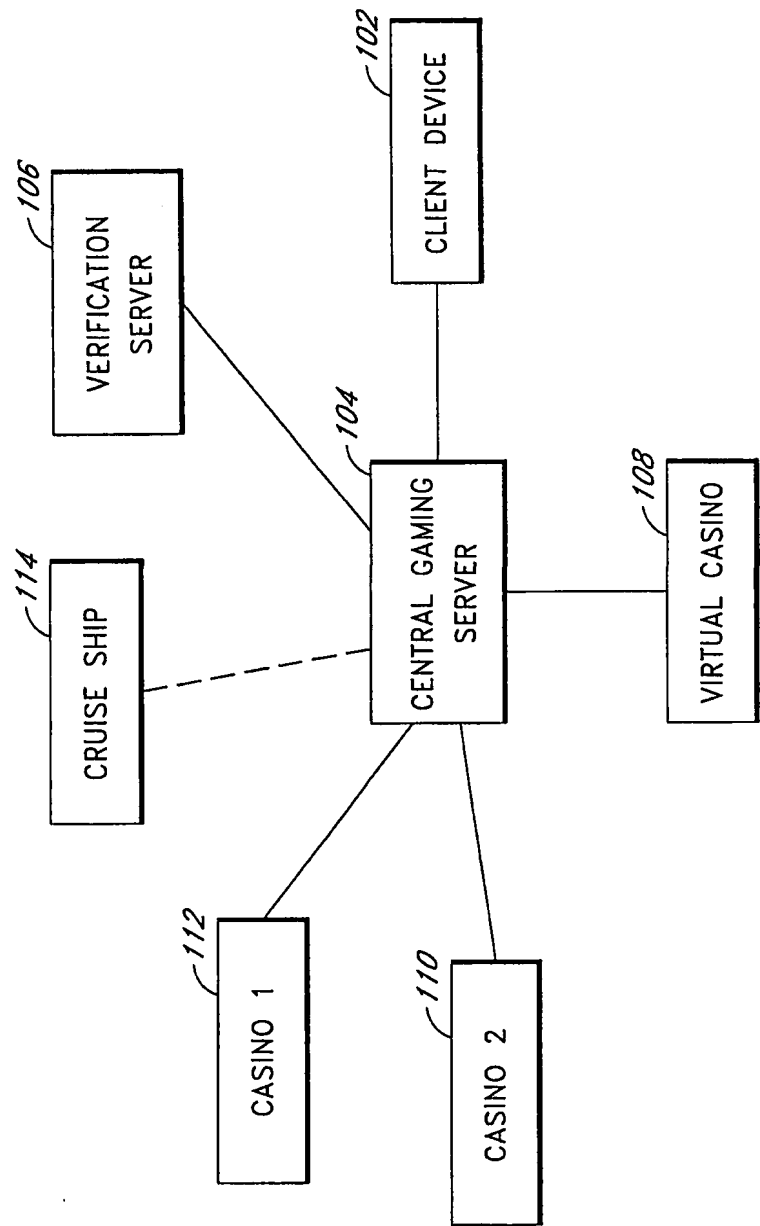 114
CRUISE SHIP
106
VERIFICATION
SERVER
112
CASINO 1
104
CENTRAL GAMING
SERVER
102
CLIENT DEVICE
110
CASINO 2
108
VIRTUAL CASINO